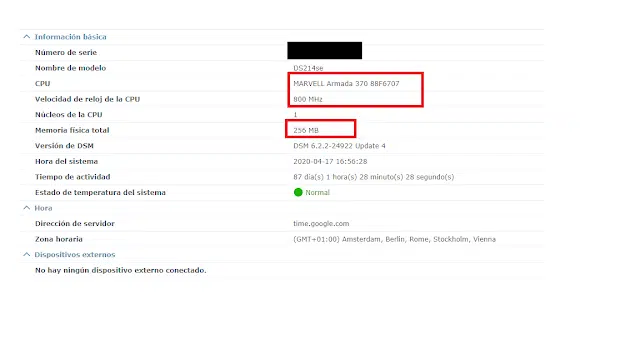 Información básica
Número de serie
Nombre de modelo DS214se
CPU MARVELL Armada 370 88F6707
Velocidad de reloj de la CPU 800 MHz
Núcleos de la CPU 1
Memoria física total 256 MB
Versión de DSM DSM 6.2.2-24922 Update 4
Hora del sistema 2020-04-17 16:56:28
Tiempo de actividad 87 dia(s) 1 hora(s) 28 minuto(s) 28 segundo(s)
Estado de temperatura del sistema Normal
Hora
Dirección de servidor time.google.com
Zona horaria (GMT+01:00) Amsterdam, Berlin, Rome, Stockholm, Vienna
Dispositivos externos
No hay ningún dispositivo externo conectado.